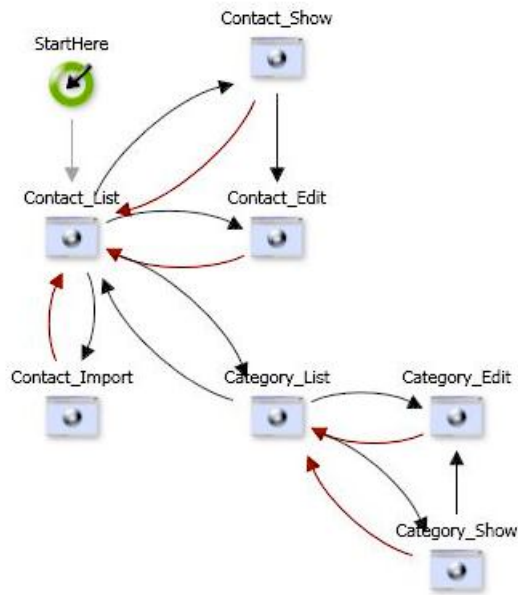 Contact_Show
StartHere
Contact_List
Contact_Edit
Contact_Import
Category_List
Category_Edit
Category_Show